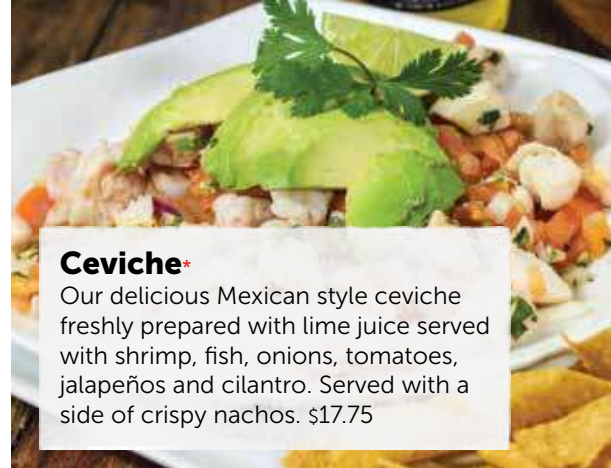 Ceviche*
Our delicious Mexican style ceviche
freshly prepared with lime juice served
with shrimp, fish, onions, tomatoes,
jalapeños and cilantro. Served with a
side of crispy nachos. $17.75